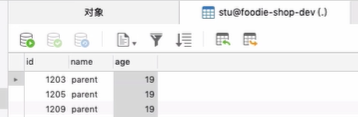 对象
stu@foodie-shop-dev (.)
id name age
1203 parent 19
1205 parent 19
1209 parent 19